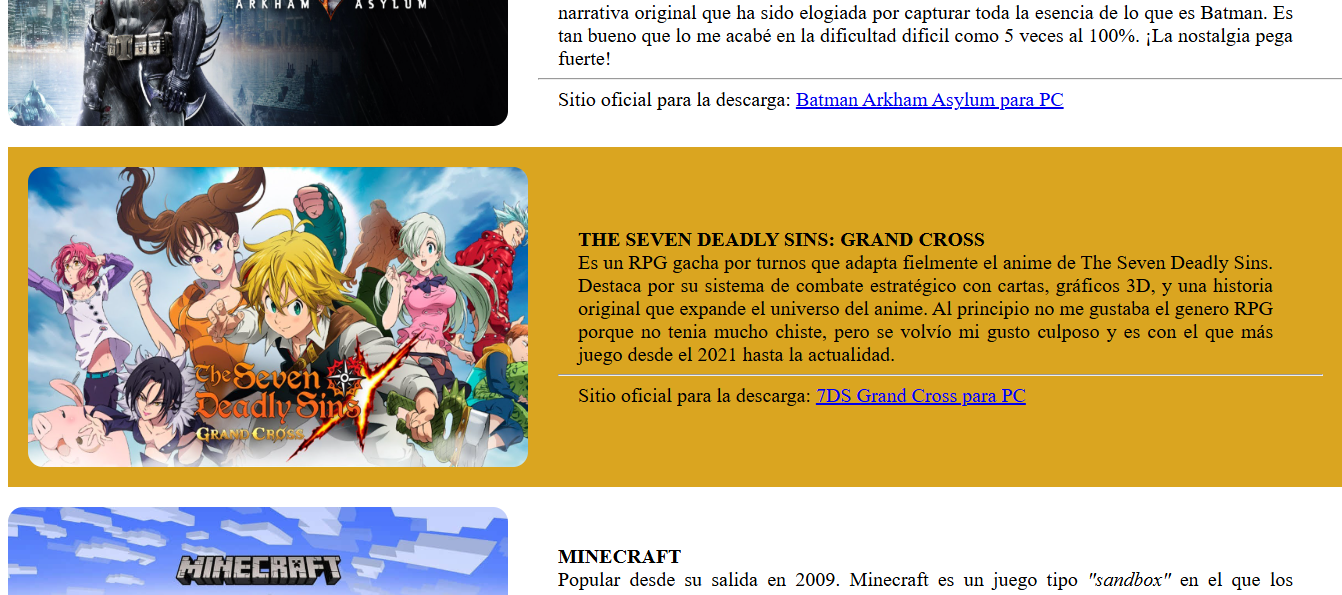 ARKHAM ASYLUM
narrativa original que ha sido elogiada por capturar toda la esencia de lo que es Batman. Es
tan bueno que lo me acabé en la dificultad dificil como 5 veces al 100%. ¡La nostalgia pega
fuerte!
Sitio oficial para la descarga: Batman Arkham Asylum para PC
The Seven
Deadly Sins
GRAND CROSS
THE SEVEN DEADLY SINS: GRAND CROSS
Es un RPG gacha por turnos que adapta fielmente el anime de The Seven Deadly Sins.
Destaca por su sistema de combate estratégico con cartas, gráficos 3D, y una historia
original que expande el universo del anime. Al principio no me gustaba el genero RPG
porque no tenia mucho chiste, pero se volvío mi gusto culposo y es con el que más
juego desde el 2021 hasta la actualidad.
Sitio oficial para la descarga: 7DS Grand Cross para PC
MINECRAFT
MINECRAFT
Popular desde su salida en 2009. Minecraft es un juego tipo "sandbox" en el que los